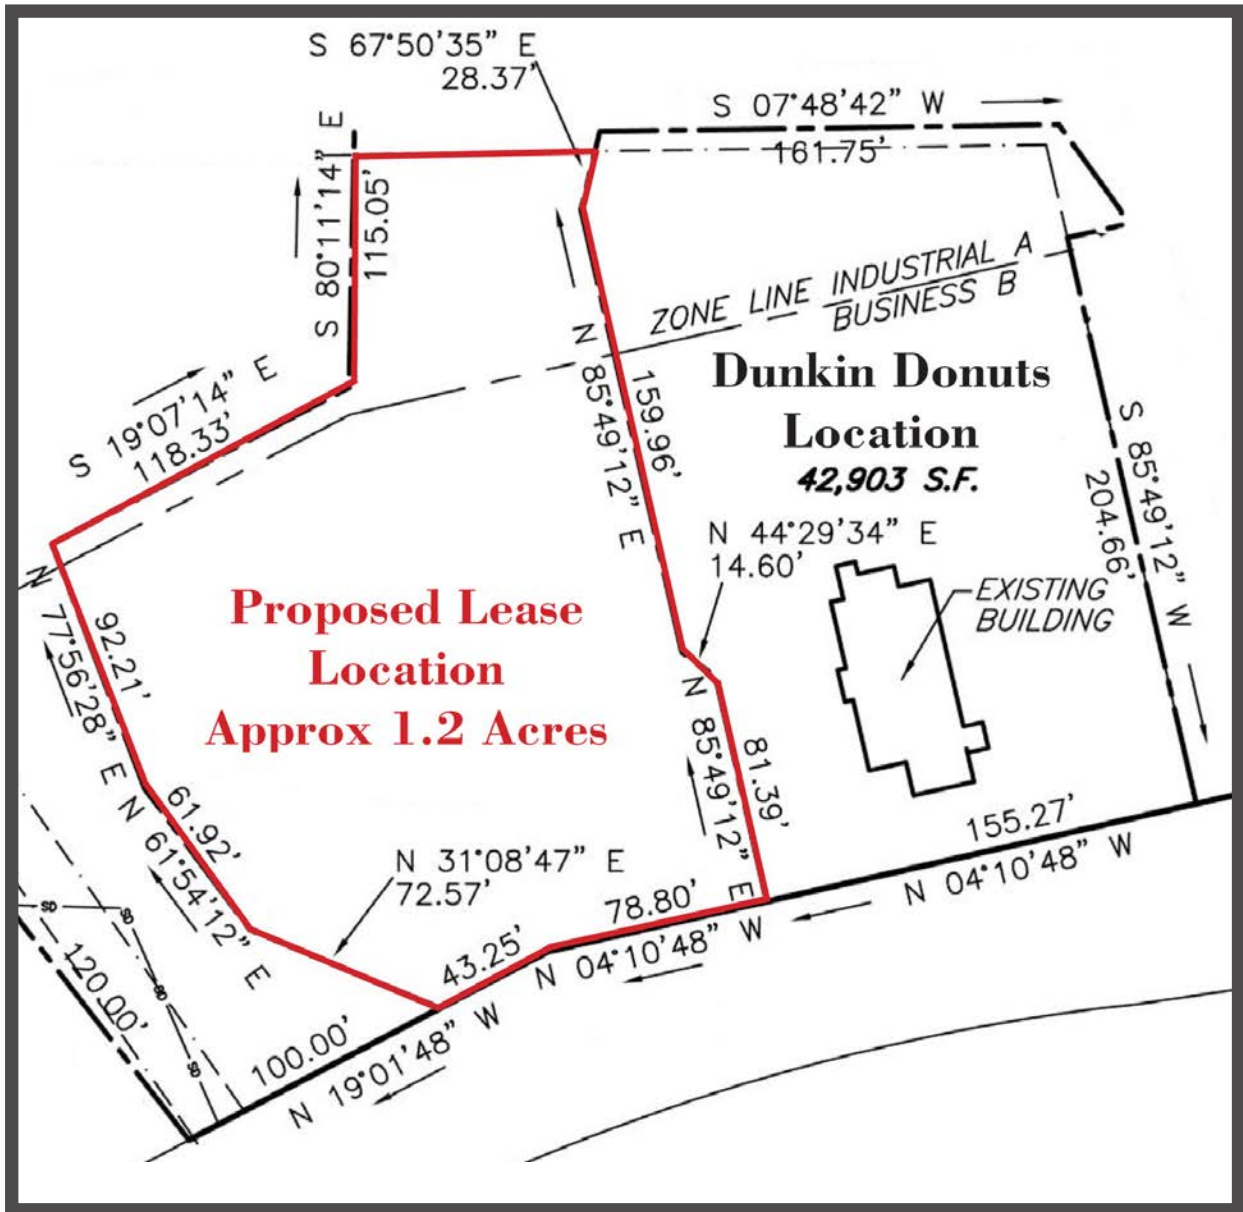 S 67°50'35" E
28.37'
S 07°48'42" W
161.75'
S 80°11'14" E
115.05'
ZONE LINE INDUSTRIAL A
BUSINESS B
S 19°07'14" E
118.33'
N 85°49'12" E
159.96'
Dunkin Donuts
Location
42,903 S.F.
S 85°49'12" W
204.66'
N 44°29'34" E
14.60'
EXISTING
BUILDING
Proposed Lease
Location
Approx 1.2 Acres
92.21'
N 77°56'28" E
N 85°49'12" E
81.39'
61.92'
N 61°54'12" E
N 31°08'47" E
72.57'
155.27'
N 04°10'48" W
78.80'
N 04°10'48" W
43.25'
SD
SD
SD
SD
120.00'
100.00'
N 19°01'48" W